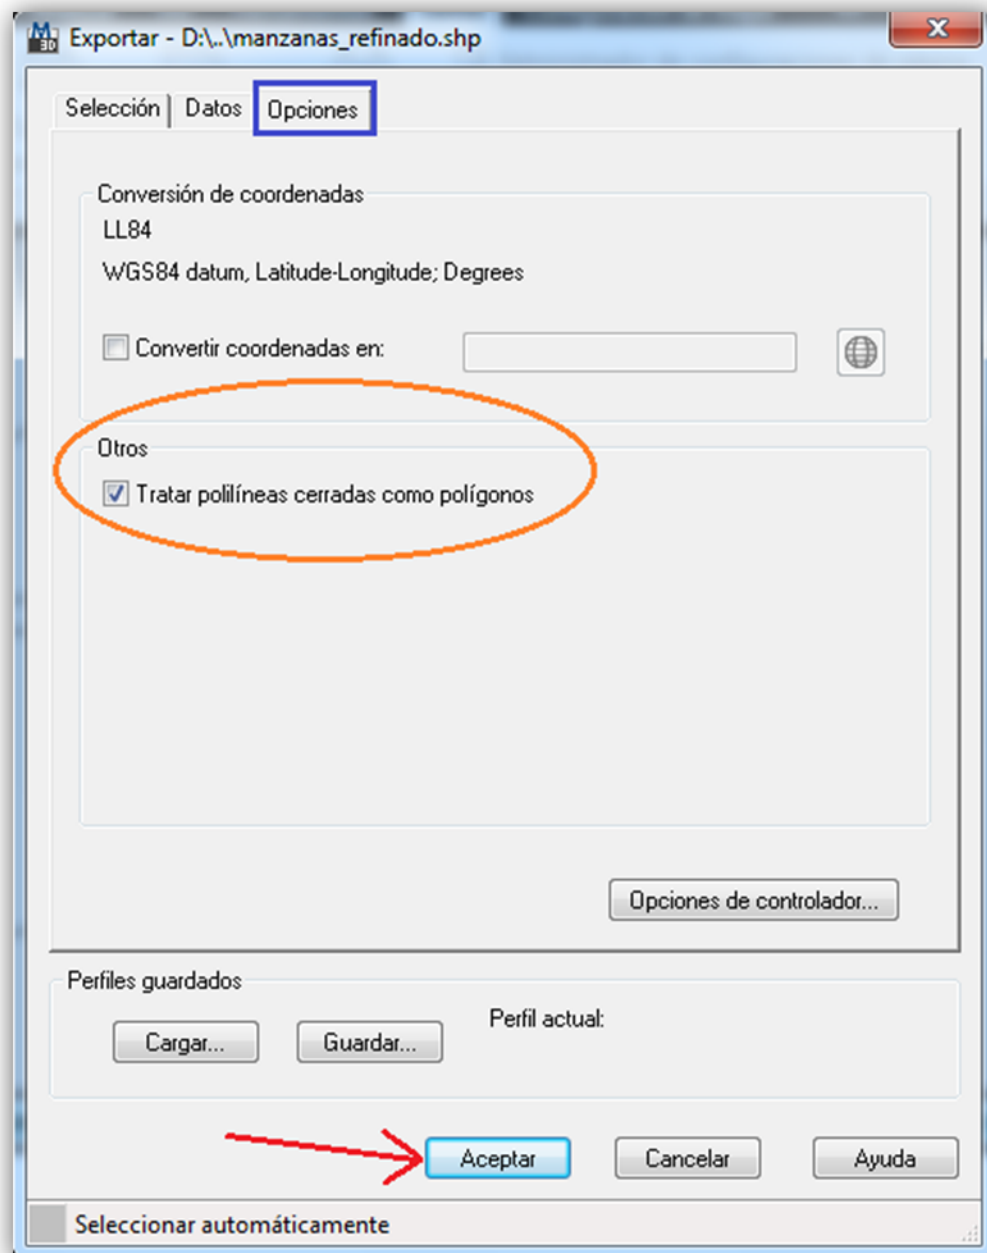 Exportar - D:\..\manzanas_refinado.shp
Selección Datos Opciones
Conversión de coordenadas
LL84
WGS84 datum, Latitude-Longitude; Degrees
Convertir coordenadas en:
Otros
Tratar polilíneas cerradas como polígonos
Opciones de controlador...
Perfiles guardados
Cargar... Guardar... Perfil actual:
Aceptar Cancelar Ayuda
Seleccionar automáticamente